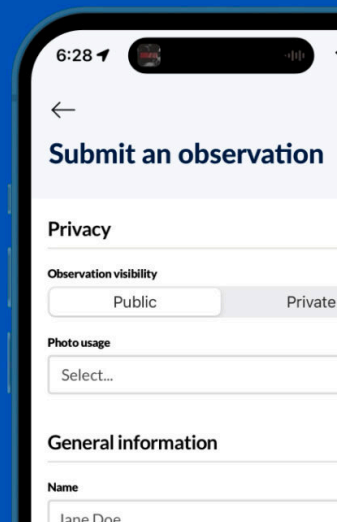 6:28
Submit an observation
Privacy
Observation visibility
Public Private
Photo usage
Select...
General information
Name
Jane Doe